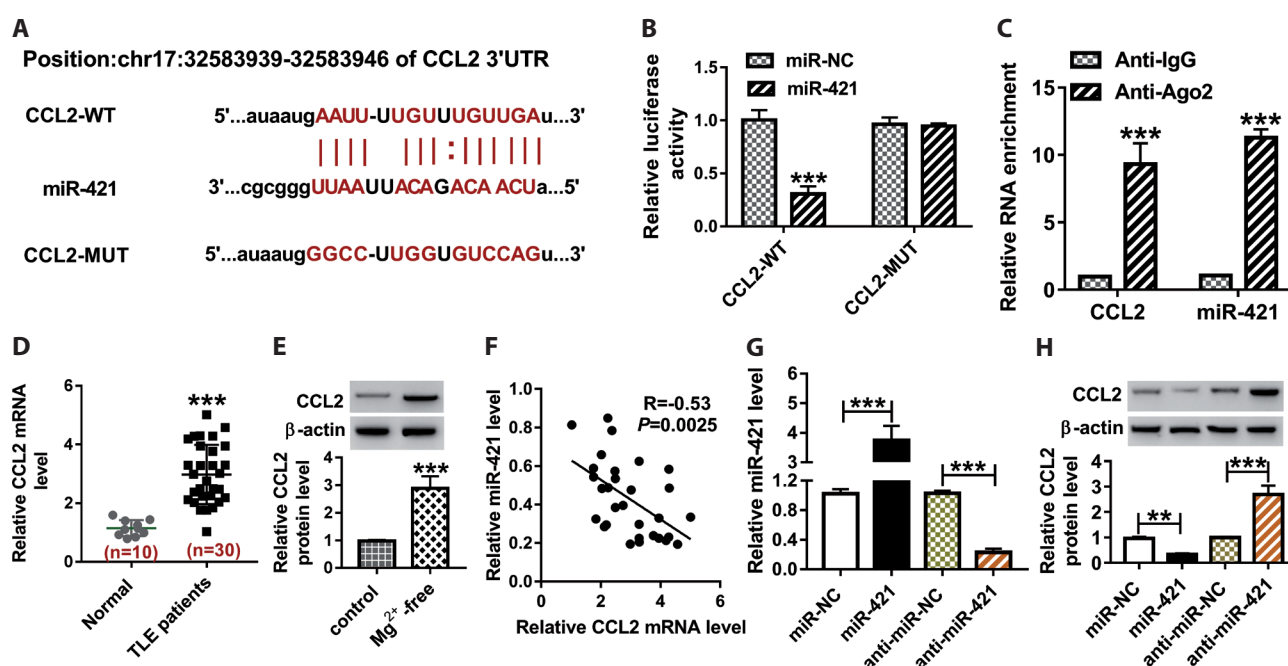 A
Position:chr17:32583939-32583946 of CCL2 3'UTR
CCL2-WT 5'...auaaugAAUU-UUGUUUGUUGAu...3'
miR-421 3'...cgcgggUUAAUUACAGACAACUa...5'
CCL2-MUT 5'...auaaugGGCC-UUGGUGUCCAGu...3'
B
miR-NC
miR-421
Relative luciferase activity
1.5
1.0
0.5
0.0
***
CCL2-WT
CCL2-MUT
C
Anti-IgG
Anti-Ago2
Relative RNA enrichment
15
10
5
0
***
***
CCL2
miR-421
D
Relative CCL2 mRNA level
6
4
2
0
***
(n=10)
(n=30)
Normal
TLE patients
E
CCL2
β-actin
Relative CCL2 protein level
4
3
2
1
0
***
control
Mg2+-free
F
Relative miR-421 level
1.0
0.8
0.6
0.4
0.2
0.0
R=-0.53
P=0.0025
0
2
4
6
Relative CCL2 mRNA level
G
Relative miR-421 level
6
5
4
3
1.2
0.6
0.0
***
***
miR-NC
miR-421
anti-miR-NC
anti-miR-421
H
CCL2
β-actin
Relative CCL2 protein level
4
3
2
1
0
**
***
miR-NC
miR-421
anti-miR-NC
anti-miR-421